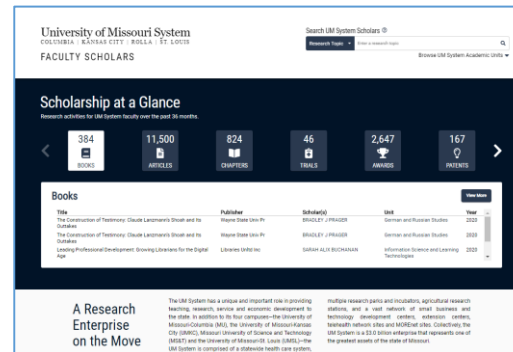 University of Missouri System
COLUMBIA | KANSAS CITY | ROLLA | ST. LOUIS
FACULTY SCHOLARS
Search UM System Scholars
Research Topic
Enter a research topic
Browse UM System Academic Units
Scholarship at a Glance
Research activities for UM System faculty over the past 36 months.
384
BOOKS
11,500
ARTICLES
824
CHAPTERS
46
TRIALS
2,647
AWARDS
167
PATENTS
Books
View More
Title Publisher Scholar(s) Unit Year
The Construction of Testimony: Claude Lanzmann's Shoah and Its Wayne State Univ Pr BRADLEY J PRAGER German and Russian Studies 2020
Outtakes
The Construction of Testimony: Claude Lanzmann's Shoah and Its Wayne State Univ Pr BRADLEY J PRAGER German and Russian Studies 2020
Outtakes
Leading Professional Development: Growing Librarians for the Digital Libraries Unltd Inc SARAH ALIX BUCHANAN Information Science and Learning 2020
Age Technologies
A Research
Enterprise
on the Move
The UM System has a unique and important role in providing
teaching, research, service and economic development to
the state. In addition to its four campuses—the University of
Missouri-Columbia (MU), the University of Missouri-Kansas
City (UMKC), Missouri University of Science and Technology
(MS&T) and the University of Missouri-St. Louis (UMSL)—the
UM System is comprised of a statewide health care system,
multiple research parks and incubators, agricultural research
stations, and a vast network of small business and
technology development centers, extension centers,
telehealth network sites and MOREnet sites. Collectively, the
UM System is a $3.0 billion enterprise that represents one of
the greatest assets of the state of Missouri.